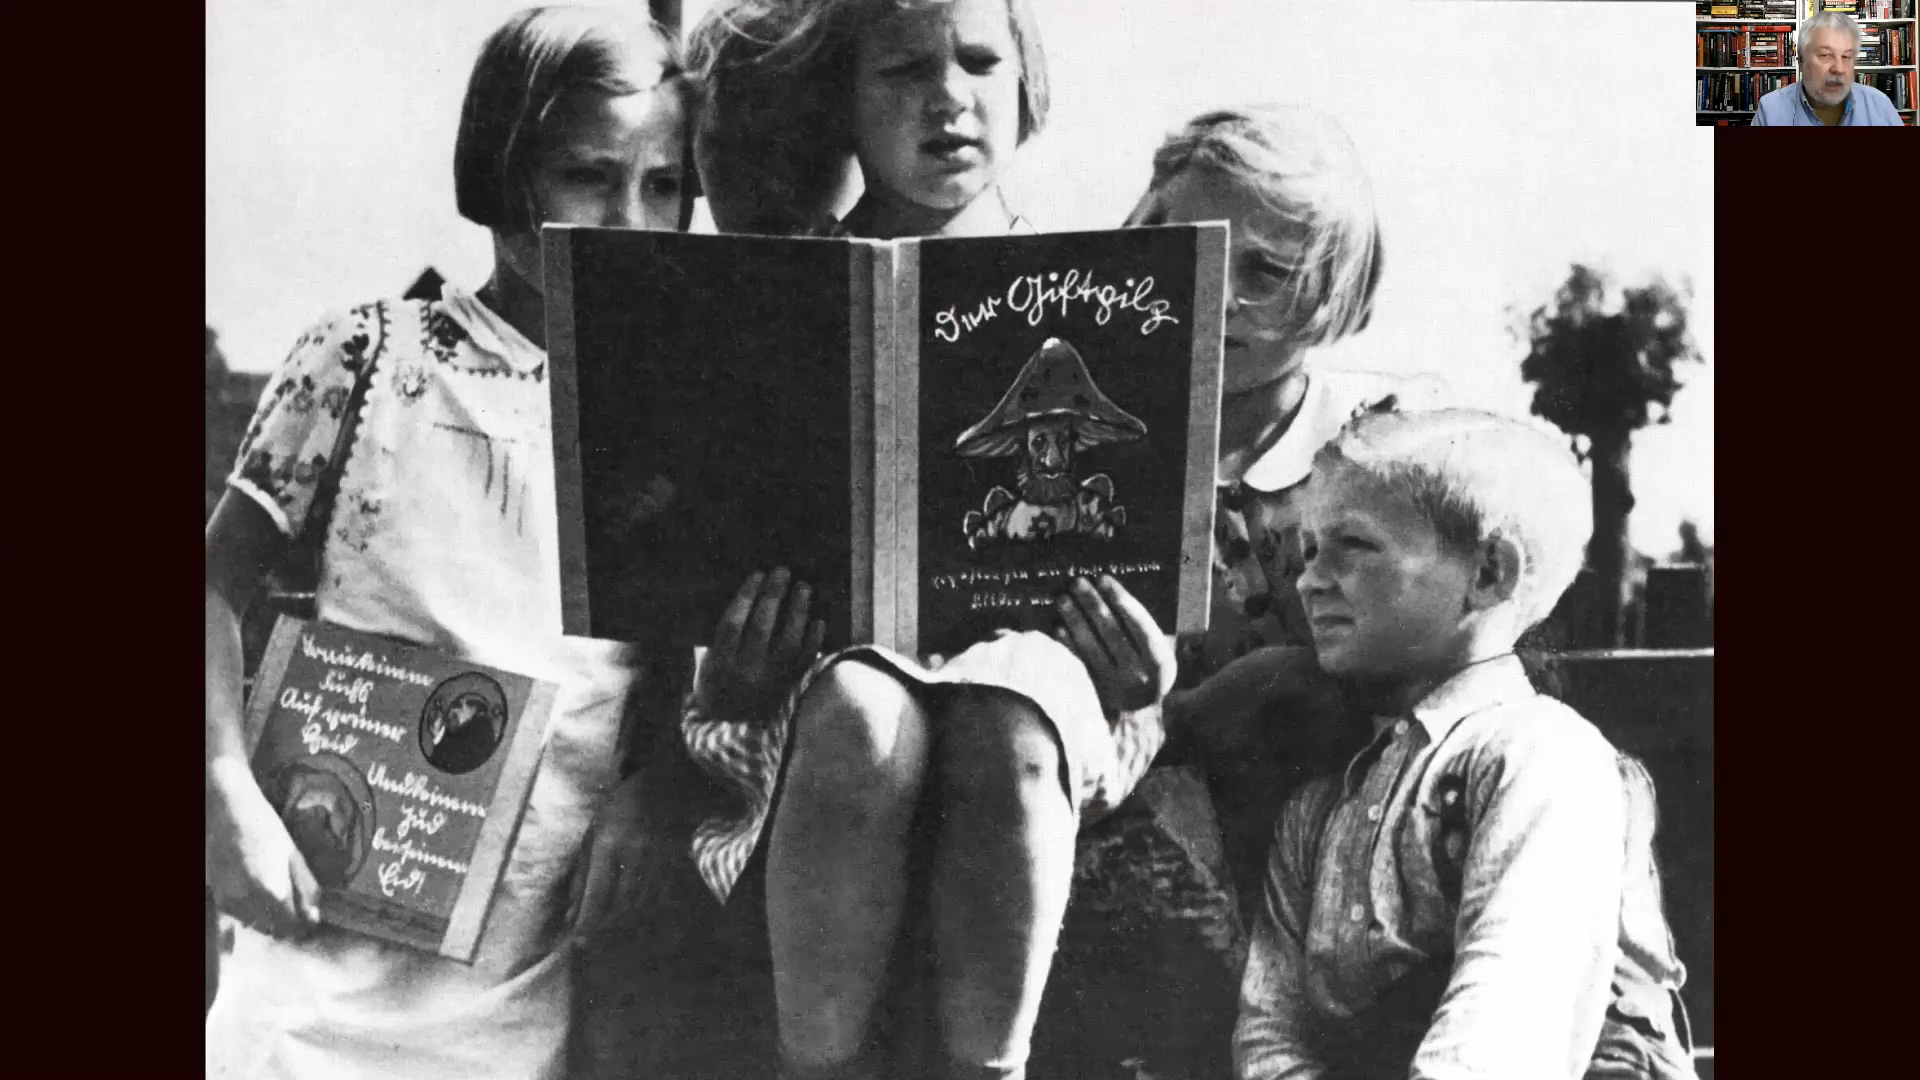 Der Giftpilz
Trau keinem
Fuchs
Auf grüner
Heid
Und keinem
Jud
bei seinem
Eid!